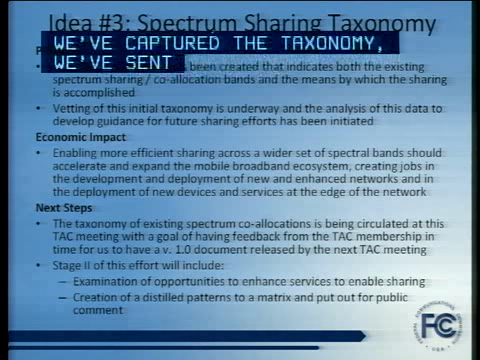 Idea #3: Spectrum Sharing Taxonomy
WE'VE CAPTURED THE TAXONOMY,
WE'VE SENT
been created that indicates both the existing
spectrum sharing / co-allocation bands and the means by which the sharing
is accomplished
• Vetting of this initial taxonomy is underway and the analysis of this data to
develop guidance for future sharing efforts has been initiated
Economic Impact
• Enabling more efficient sharing across a wider set of spectral bands should
accelerate and expand the mobile broadband ecosystem, creating jobs in
the development and deployment of new and enhanced networks and in
the deployment of new devices and services at the edge of the network
Next Steps
• The taxonomy of existing spectrum co-allocations is being circulated at this
TAC meeting with a goal of having feedback from the TAC membership in
time for us to have a v. 1.0 document released by the next TAC meeting
• Stage II of this effort will include:
– Examination of opportunities to enhance services to enable sharing
– Creation of a distilled patterns to a matrix and put out for public
comment
FEDERAL COMMUNICATIONS COMMISSION
FCC
USA